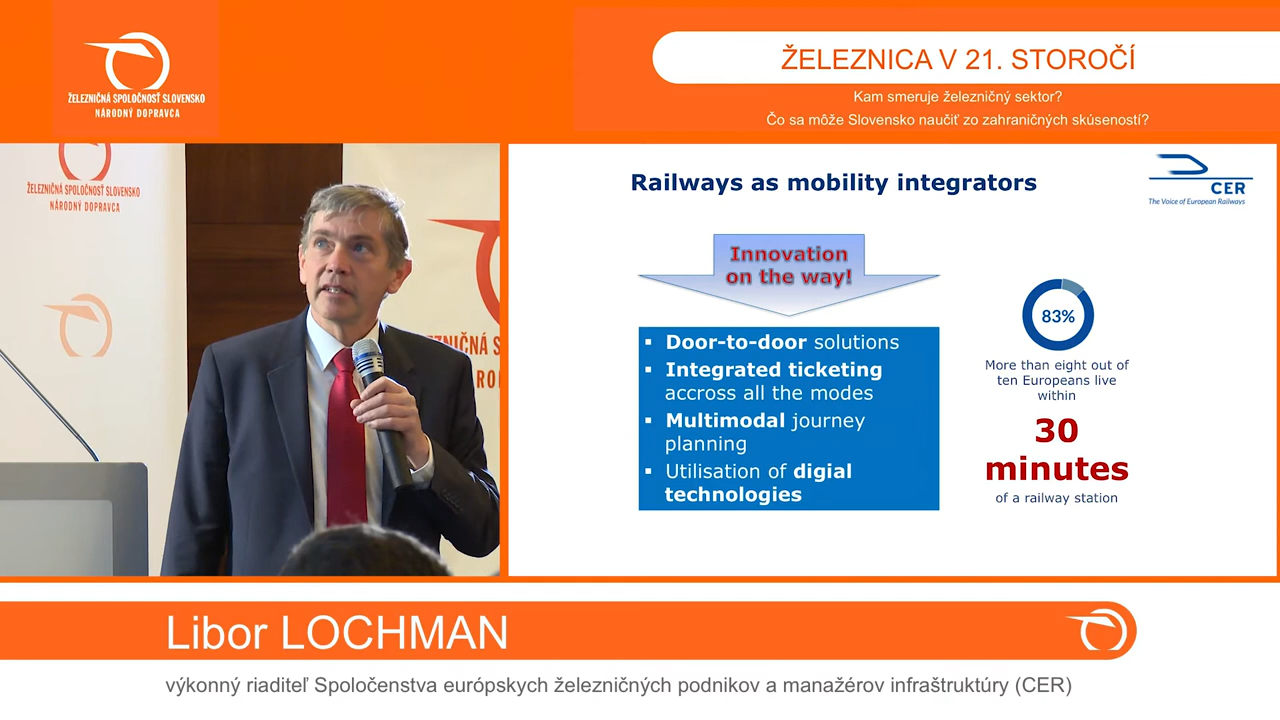 ŽELEZNIČNÁ SPOLOČNOSŤ SLOVENSKO
NÁRODNÝ DOPRAVCA
ŽELEZNICA V 21. STOROČÍ
Kam smeruje železničný sektor?
Čo sa môže Slovensko naučiť zo zahraničných skúseností?
ŽELEZNIČNÁ SPOLOČNOSŤ SLOVENSKO
NÁRODNÝ DOPRAVCA
Railways as mobility integrators
CER
The Voice of European Railways
Innovation
on the way!
▪ Door-to-door solutions
▪ Integrated ticketing
accross all the modes
▪ Multimodal journey
planning
▪ Utilisation of digial
technologies
83%
More than eight out of
ten Europeans live
within
30
minutes
of a railway station
Libor LOCHMAN
výkonný riaditeľ Spoločenstva európskych železničných podnikov a manažérov infraštruktúry (CER)